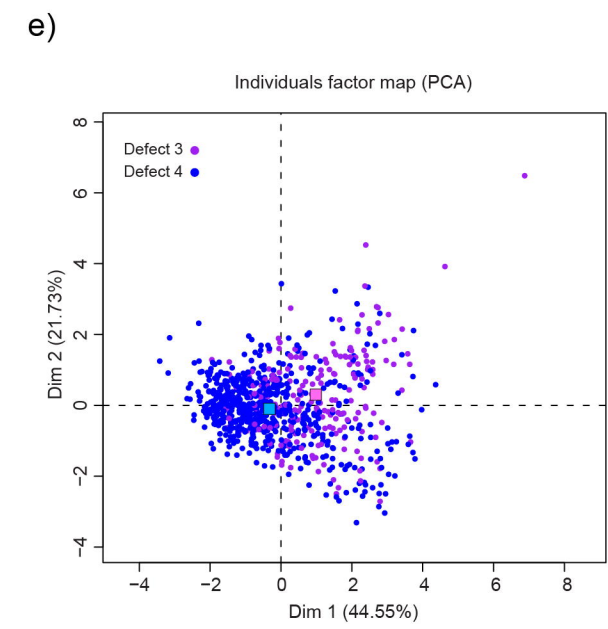 e)
Individuals factor map (PCA)
Defect 3
Defect 4
Dim 2 (21.73%)
8
6
4
2
0
−2
−4
−4 −2 0 2 4 6 8
Dim 1 (44.55%)